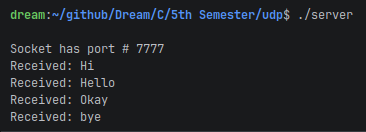 dream:~/github/Dream/C/5th Semester/udp$ ./server
Socket has port # 7777
Received: Hi
Received: Hello
Received: Okay
Received: bye